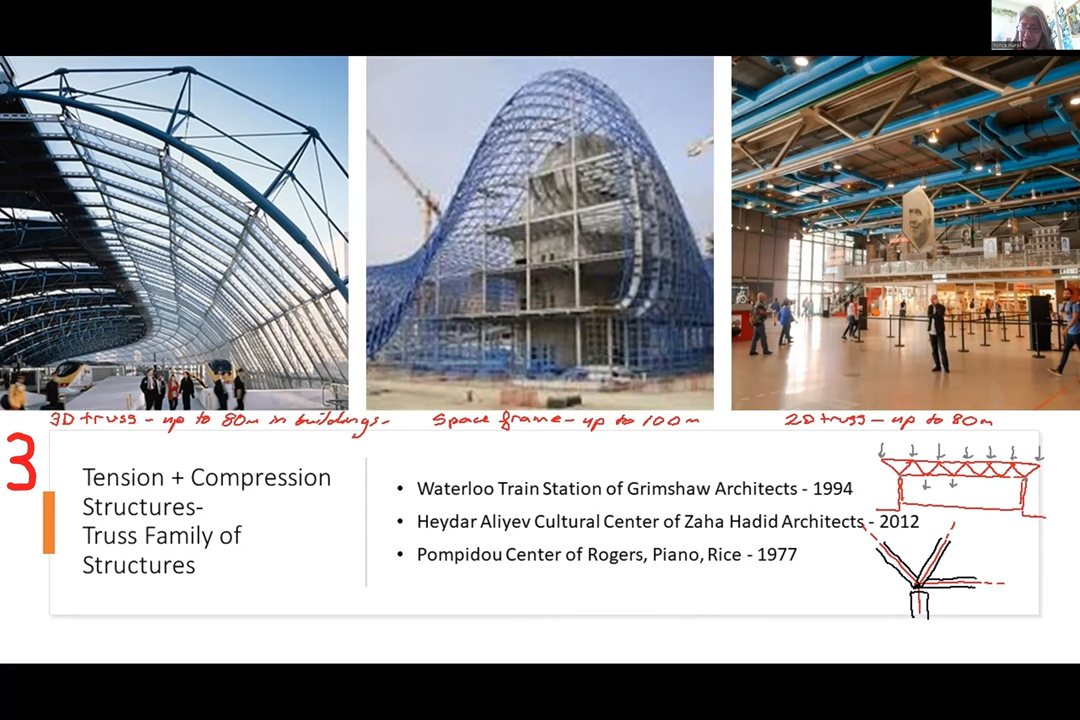 3D truss - up to 80m in buildings -
Space frame - up to 100m
2D truss - up to 80m
3
Tension + Compression
Structures-
Truss Family of
Structures
• Waterloo Train Station of Grimshaw Architects - 1994
• Heydar Aliyev Cultural Center of Zaha Hadid Architects - 2012
• Pompidou Center of Rogers, Piano, Rice - 1977